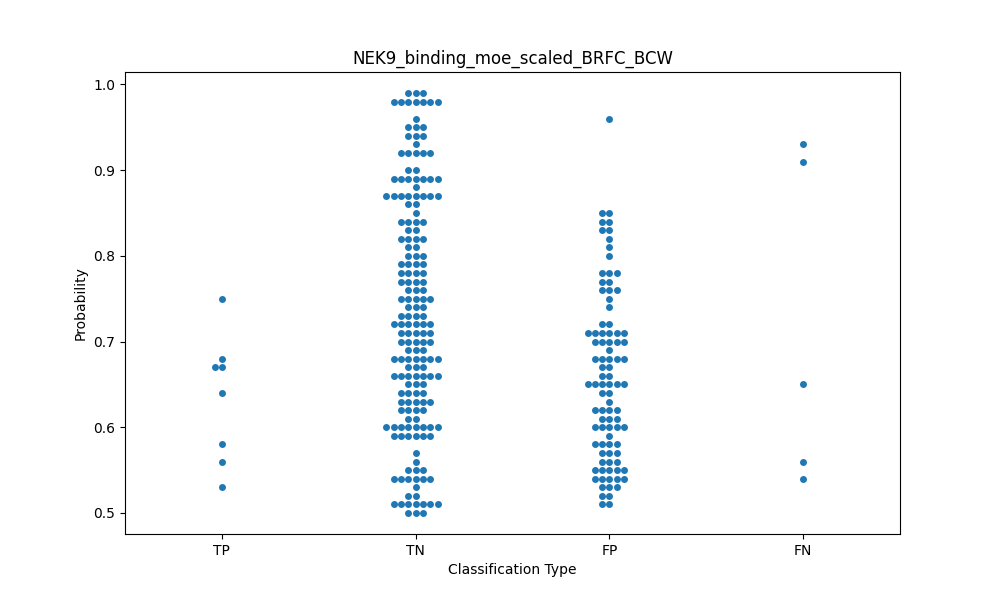 NEK9_binding_moe_scaled_BRFC_BCW
1.0
0.9
0.8
0.7
0.6
0.5
Probability
TP TN FP FN
Classification Type